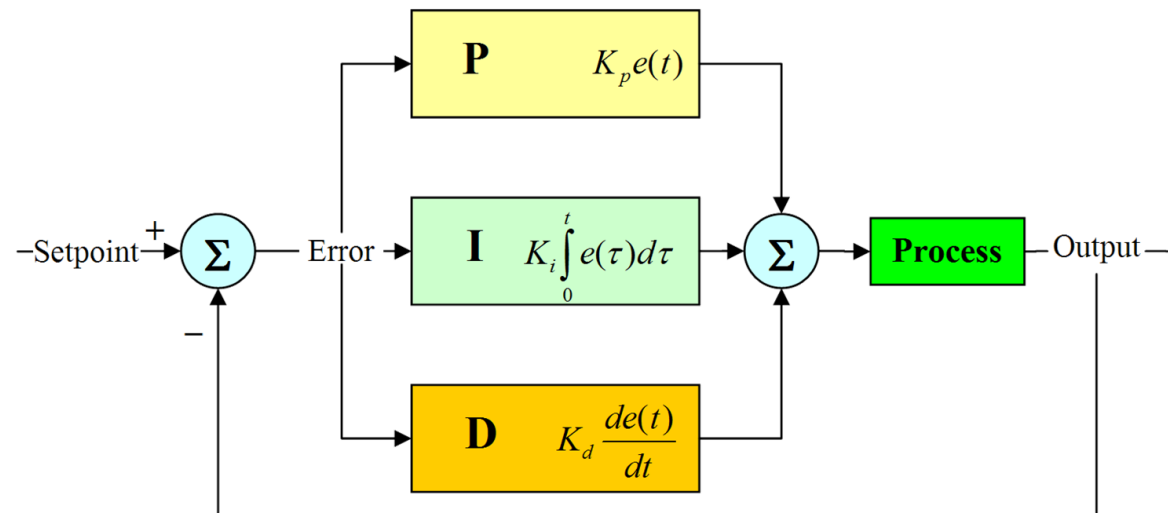 P K_p e(t)
–Setpoint + Σ Error I K_i ∫_0^t e(τ)dτ Σ Process Output
−
D K_d de(t)/dt